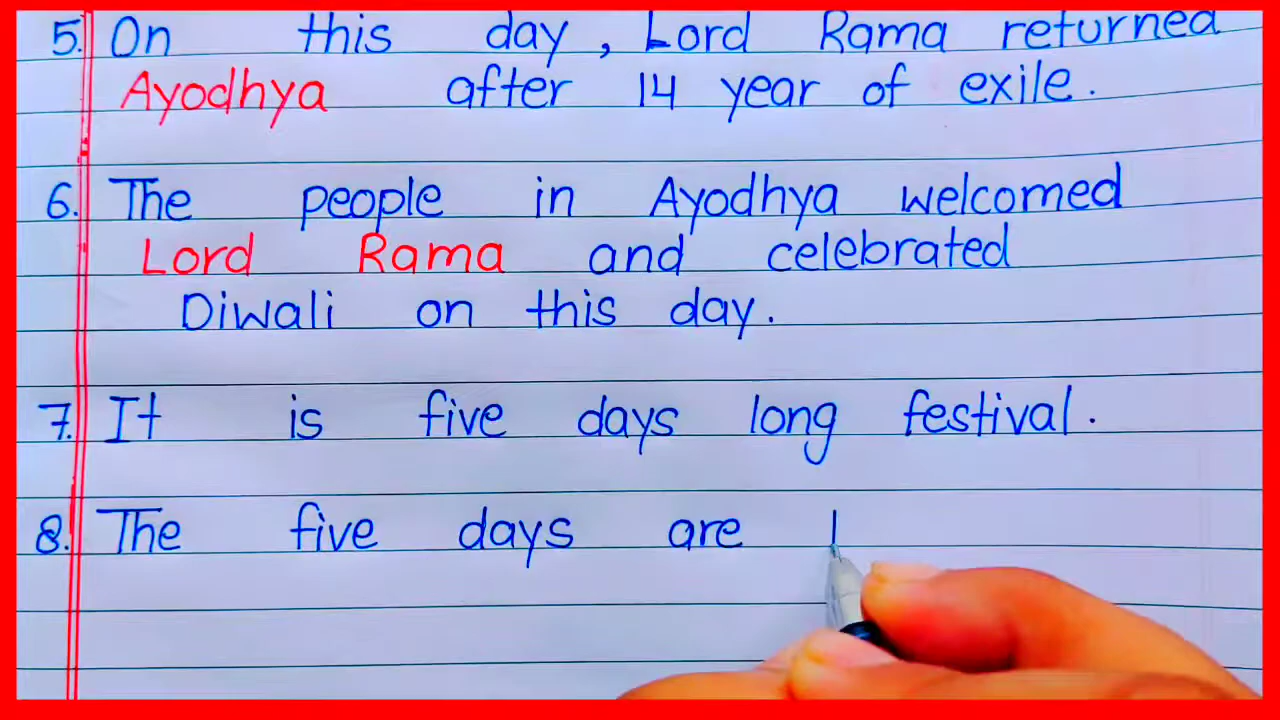 5. On this day, Lord Rama returned
Ayodhya after 14 year of exile.
6. The people in Ayodhya welcomed
Lord Rama and celebrated
Diwali on this day.
7. It is five days long festival.
8. The five days are